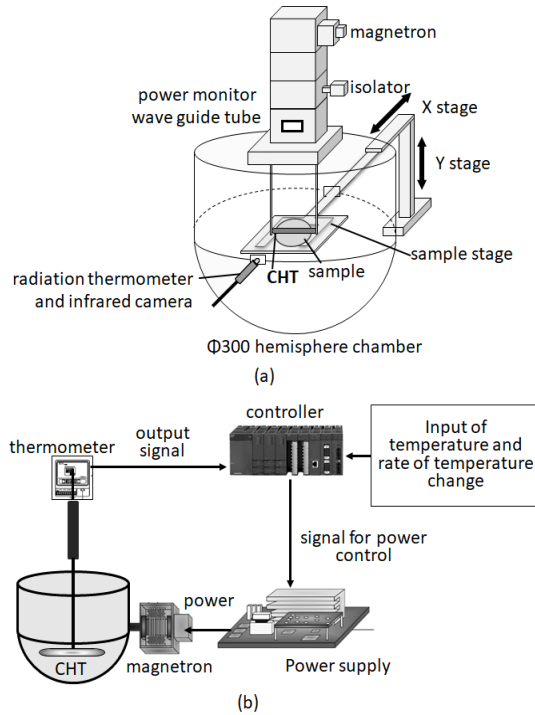 magnetron
isolator
power monitor
wave guide tube
X stage
Y stage
sample stage
sample
CHT
radiation thermometer
and infrared camera
Φ300 hemisphere chamber
(a)
controller
thermometer
output
signal
Input of
temperature and
rate of temperature
change
signal for power
control
power
CHT
magnetron
Power supply
(b)